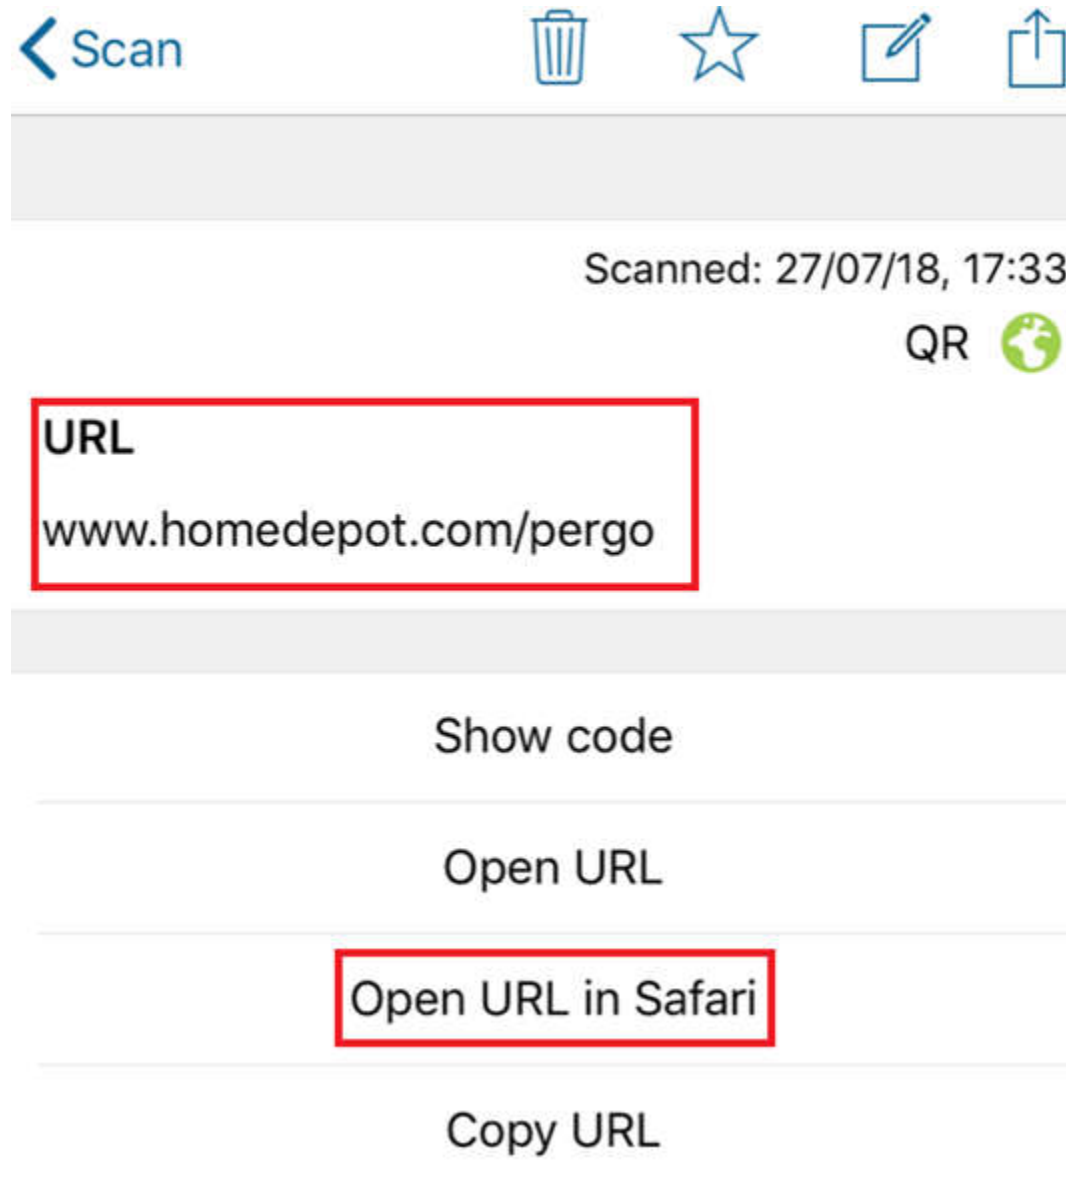 Scan
Scanned: 27/07/18, 17:33
QR
URL
www.homedepot.com/pergo
Show code
Open URL
Open URL in Safari
Copy URL